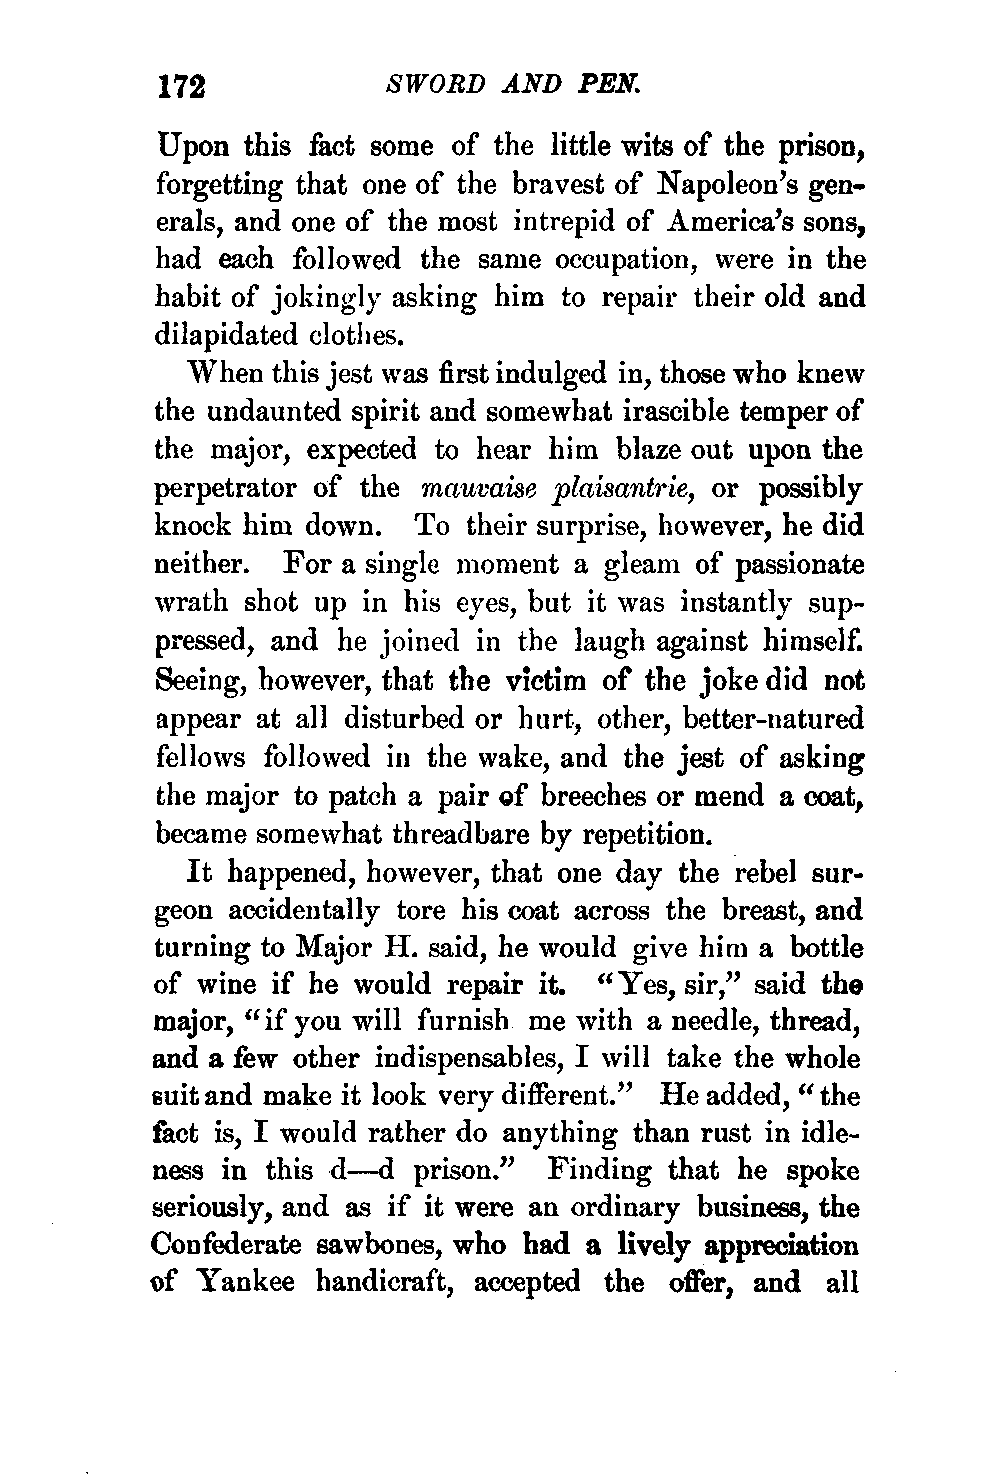 172 SWORD AND PEN.
Upon this fact some of the little wits of the prison,
forgetting that one of the bravest of Napoleon's gen-
erals, and one of the most intrepid of America's sons,
had each followed the same occupation, were in the
habit of jokingly asking him to repair their old and
dilapidated clothes.
When this jest was first indulged in, those who knew
the undaunted spirit and somewhat irascible temper of
the major, expected to hear him blaze out upon the
perpetrator of the mauvaise plaisantrie, or possibly
knock him down. To their surprise, however, he did
neither. For a single moment a gleam of passionate
wrath shot up in his eyes, but it was instantly sup-
pressed, and he joined in the laugh against himself.
Seeing, however, that the victim of the joke did not
appear at all disturbed or hurt, other, better-natured
fellows followed in the wake, and the jest of asking
the major to patch a pair of breeches or mend a coat,
became somewhat threadbare by repetition.
It happened, however, that one day the rebel sur-
geon accidentally tore his coat across the breast, and
turning to Major H. said, he would give him a bottle
of wine if he would repair it. “Yes, sir,” said the
major, “if you will furnish me with a needle, thread,
and a few other indispensables, I will take the whole
suit and make it look very different.” He added, “the
fact is, I would rather do anything than rust in idle-
ness in this d—d prison.” Finding that he spoke
seriously, and as if it were an ordinary business, the
Confederate sawbones, who had a lively appreciation
of Yankee handicraft, accepted the offer, and all